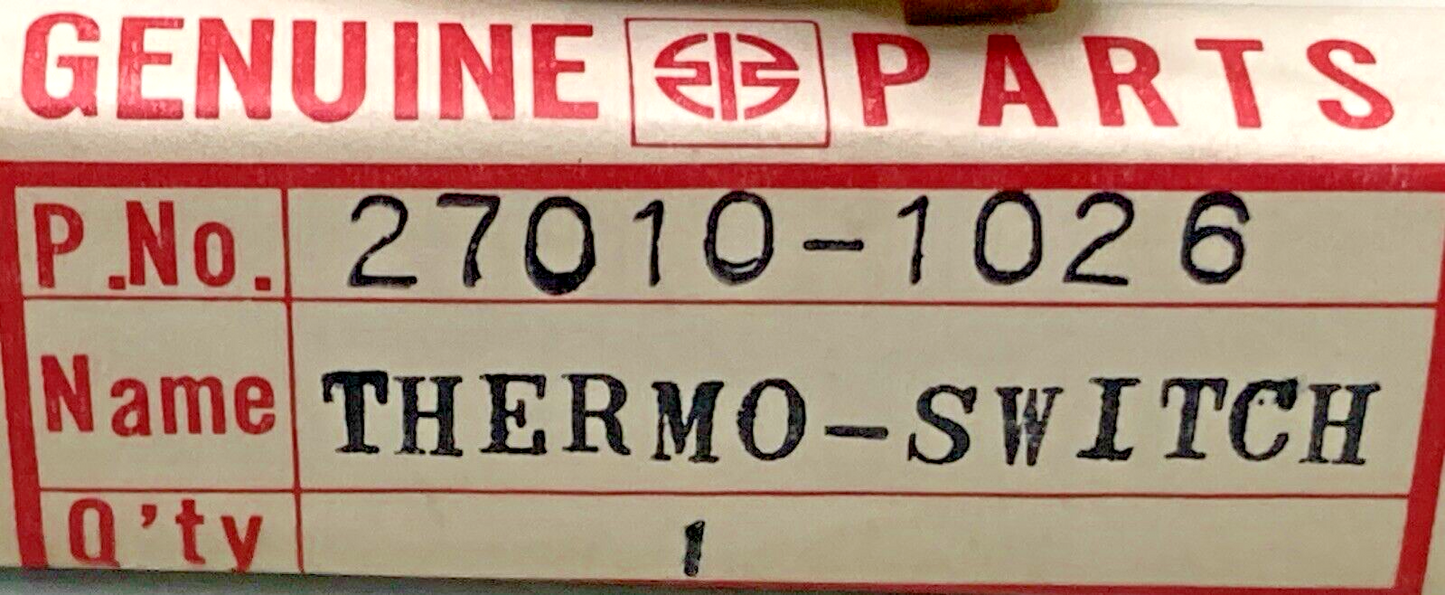 GENUINE PARTS
P.No. 27010-1026
Name THERMO-SWITCH
Q'ty 1